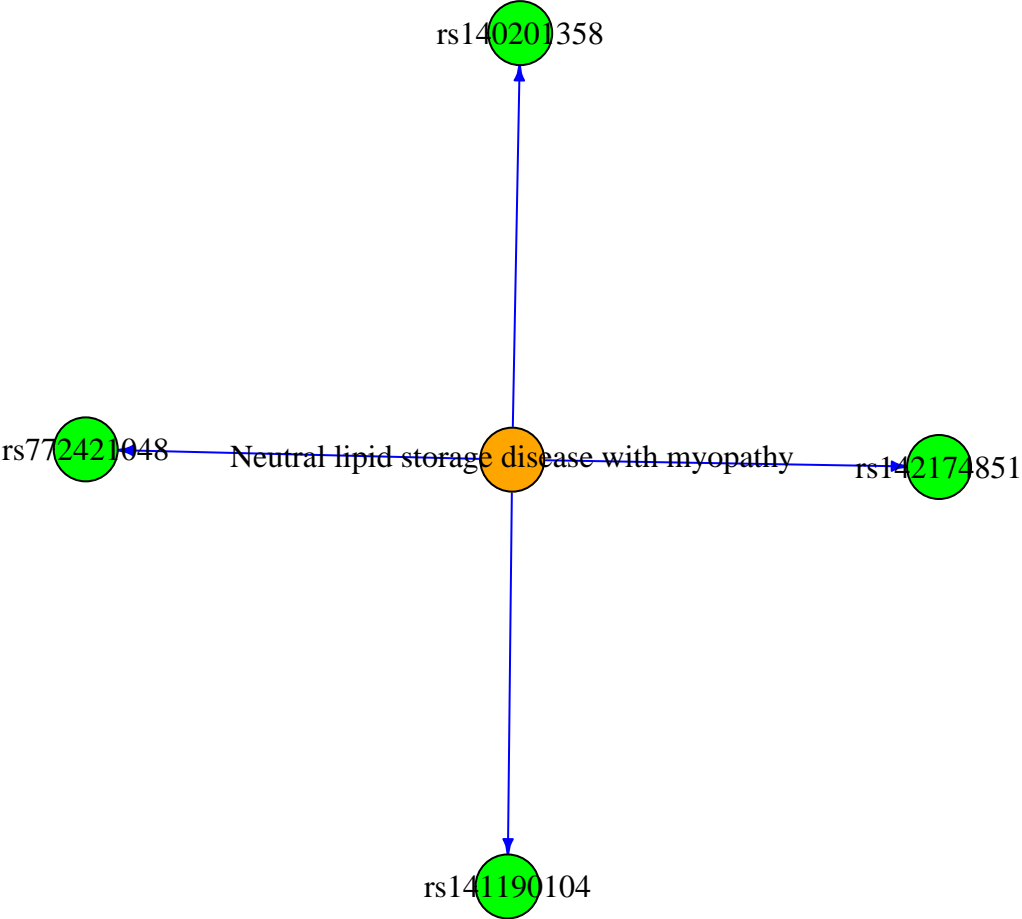 rs140201358
rs772421048
Neutral lipid storage disease with myopathy
rs142174851
rs141190104